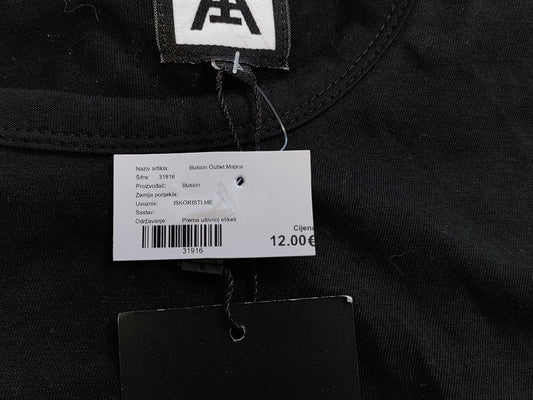 Naziv artikla: Illusion Outlet Majica
Šifra: 31916
Proizvođač: Illusion
Zemlja porijekla:
Uvoznik: ISKORISTI.ME
Sastav:
Održavanje: Prema ušivnoj etiketi
Cijena
12.00€
31916